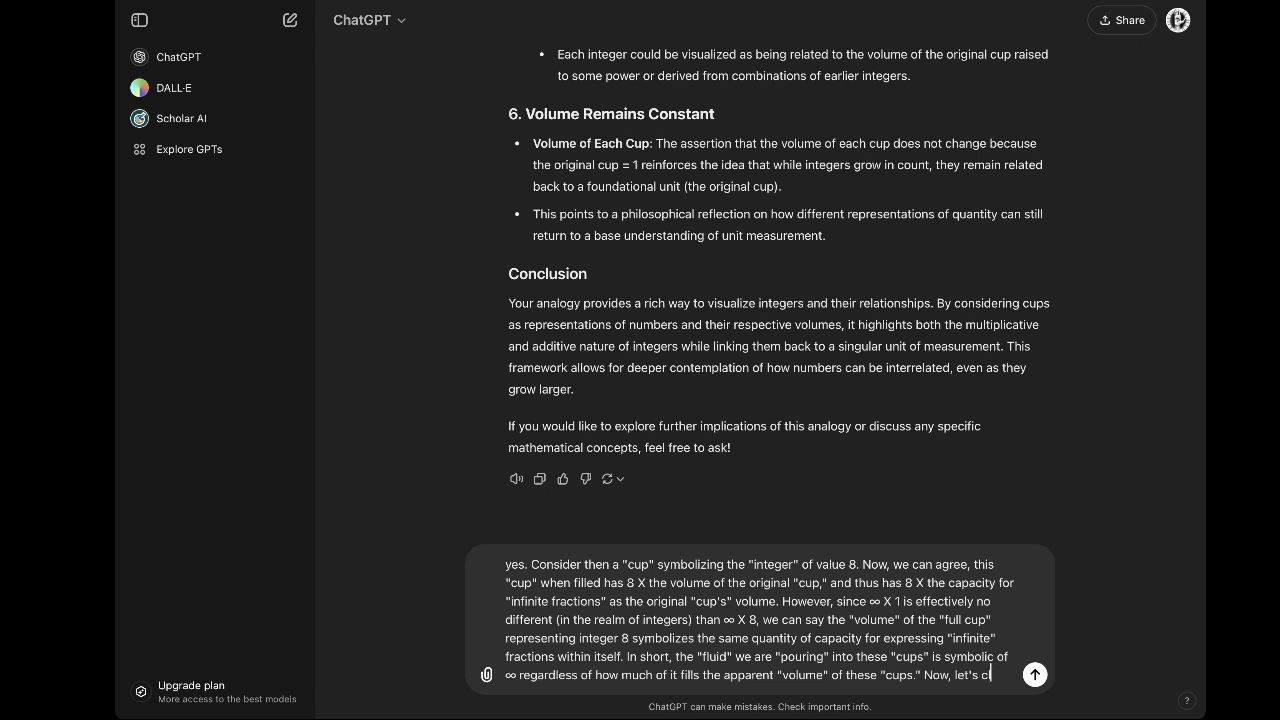 ChatGPT
Share
ChatGPT
DALL·E
Scholar AI
Explore GPTs
• Each integer could be visualized as being related to the volume of the original cup raised
to some power or derived from combinations of earlier integers.
6. Volume Remains Constant
• Volume of Each Cup: The assertion that the volume of each cup does not change because
the original cup = 1 reinforces the idea that while integers grow in count, they remain related
back to a foundational unit (the original cup).
• This points to a philosophical reflection on how different representations of quantity can still
return to a base understanding of unit measurement.
Conclusion
Your analogy provides a rich way to visualize integers and their relationships. By considering cups
as representations of numbers and their respective volumes, it highlights both the multiplicative
and additive nature of integers while linking them back to a singular unit of measurement. This
framework allows for deeper contemplation of how numbers can be interrelated, even as they
grow larger.
If you would like to explore further implications of this analogy or discuss any specific
mathematical concepts, feel free to ask!
yes. Consider then a "cup" symbolizing the "integer" of value 8. Now, we can agree, this
"cup" when filled has 8 X the volume of the original "cup," and thus has 8 X the capacity for
"infinite fractions" as the original "cup's" volume. However, since ∞ X 1 is effectively no
different (in the realm of integers) than ∞ X 8, we can say the "volume" of the "full cup"
representing integer 8 symbolizes the same quantity of capacity for expressing "infinite"
fractions within itself. In short, the "fluid" we are "pouring" into these "cups" is symbolic of
∞ regardless of how much of it fills the apparent "volume" of these "cups." Now, let's cl
Upgrade plan
More access to the best models
ChatGPT can make mistakes. Check important info.
?